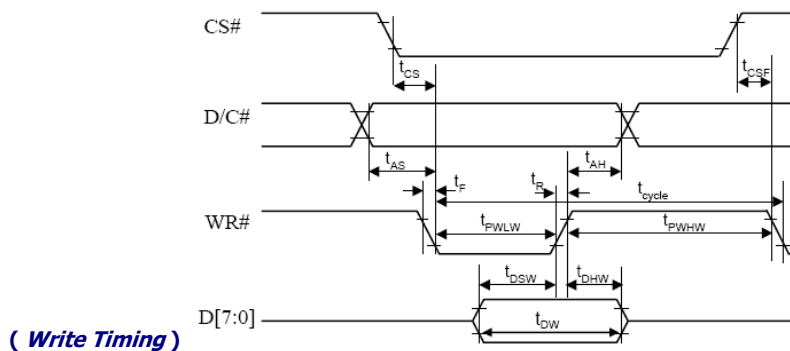 CS#
tCS
tCSF
D/C#
tAS
tAH
tF
tR
tcycle
WR#
tPWLW
tPWHW
tDSW
tDHW
D[7:0]
tDW
( Write Timing )